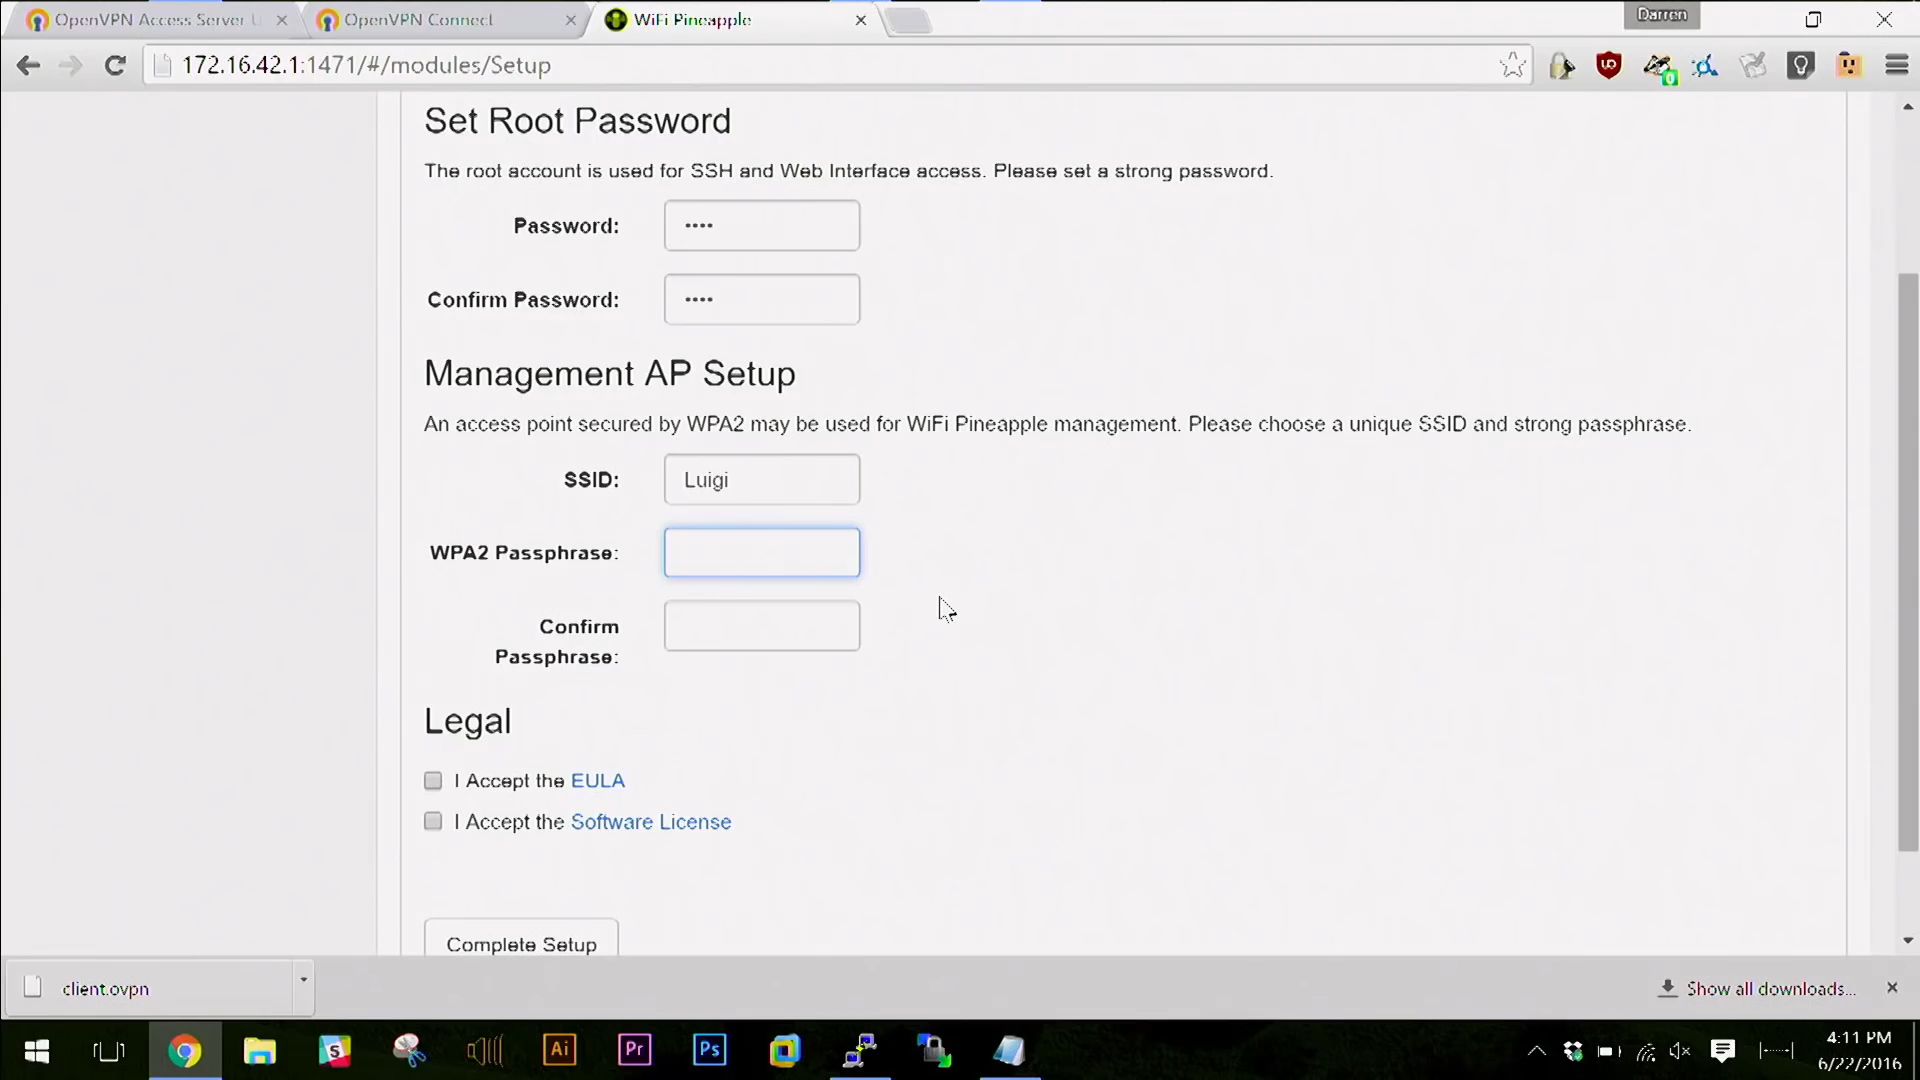 OpenVPN Access Server
OpenVPN Connect
WiFi Pineapple
Darren
172.16.42.1:1471/#/modules/Setup
Set Root Password
The root account is used for SSH and Web Interface access. Please set a strong password.
Password: ••••
Confirm Password: ••••
Management AP Setup
An access point secured by WPA2 may be used for WiFi Pineapple management. Please choose a unique SSID and strong passphrase.
SSID: Luigi
WPA2 Passphrase:
Confirm
Passphrase:
Legal
I Accept the EULA
I Accept the Software License
Complete Setup
client.ovpn
Show all downloads...
Ai
Pr
Ps
4:11 PM
6/22/2016